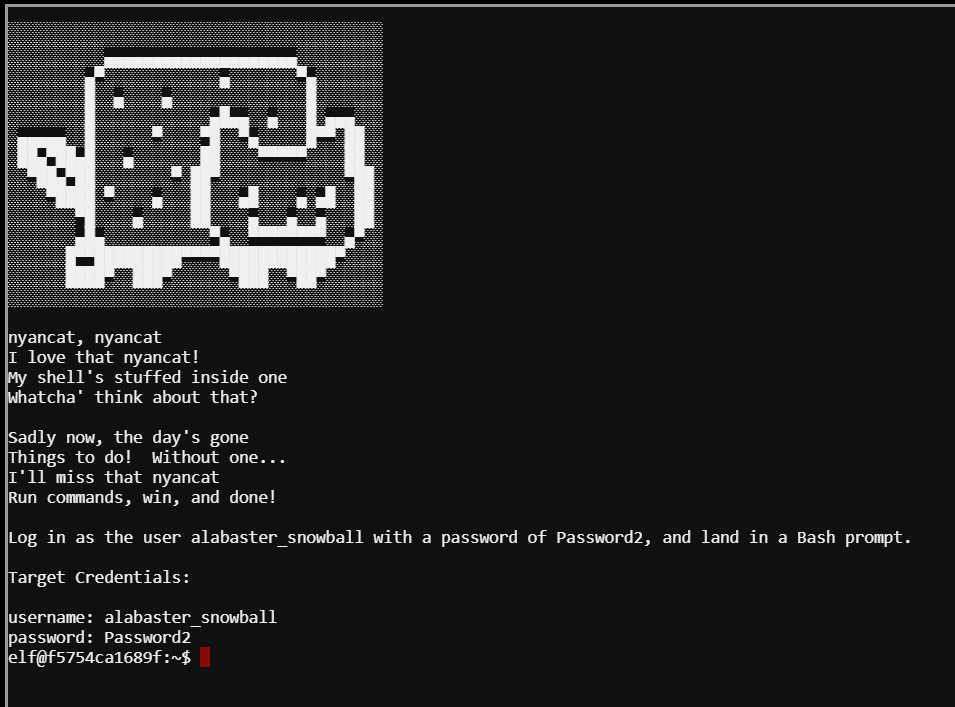 nyancat, nyancat
I love that nyancat!
My shell's stuffed inside one
Whatcha' think about that?
Sadly now, the day's gone
Things to do!  Without one...
I'll miss that nyancat
Run commands, win, and done!
Log in as the user alabaster_snowball with a password of Password2, and land in a Bash prompt.
Target Credentials:
username: alabaster_snowball
password: Password2
elf@f5754ca1689f:~$